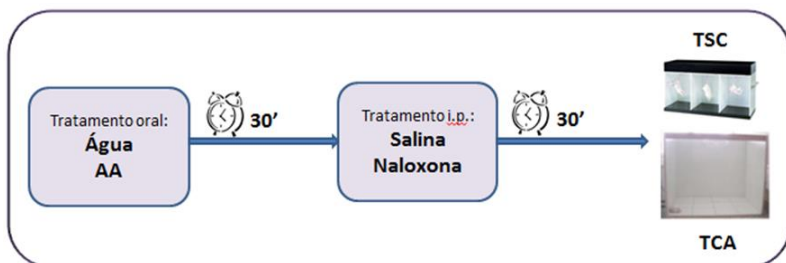 TSC
Tratamento oral:
Água
AA
30'
Tratamento i.p.:
Salina
Naloxona
30'
TCA